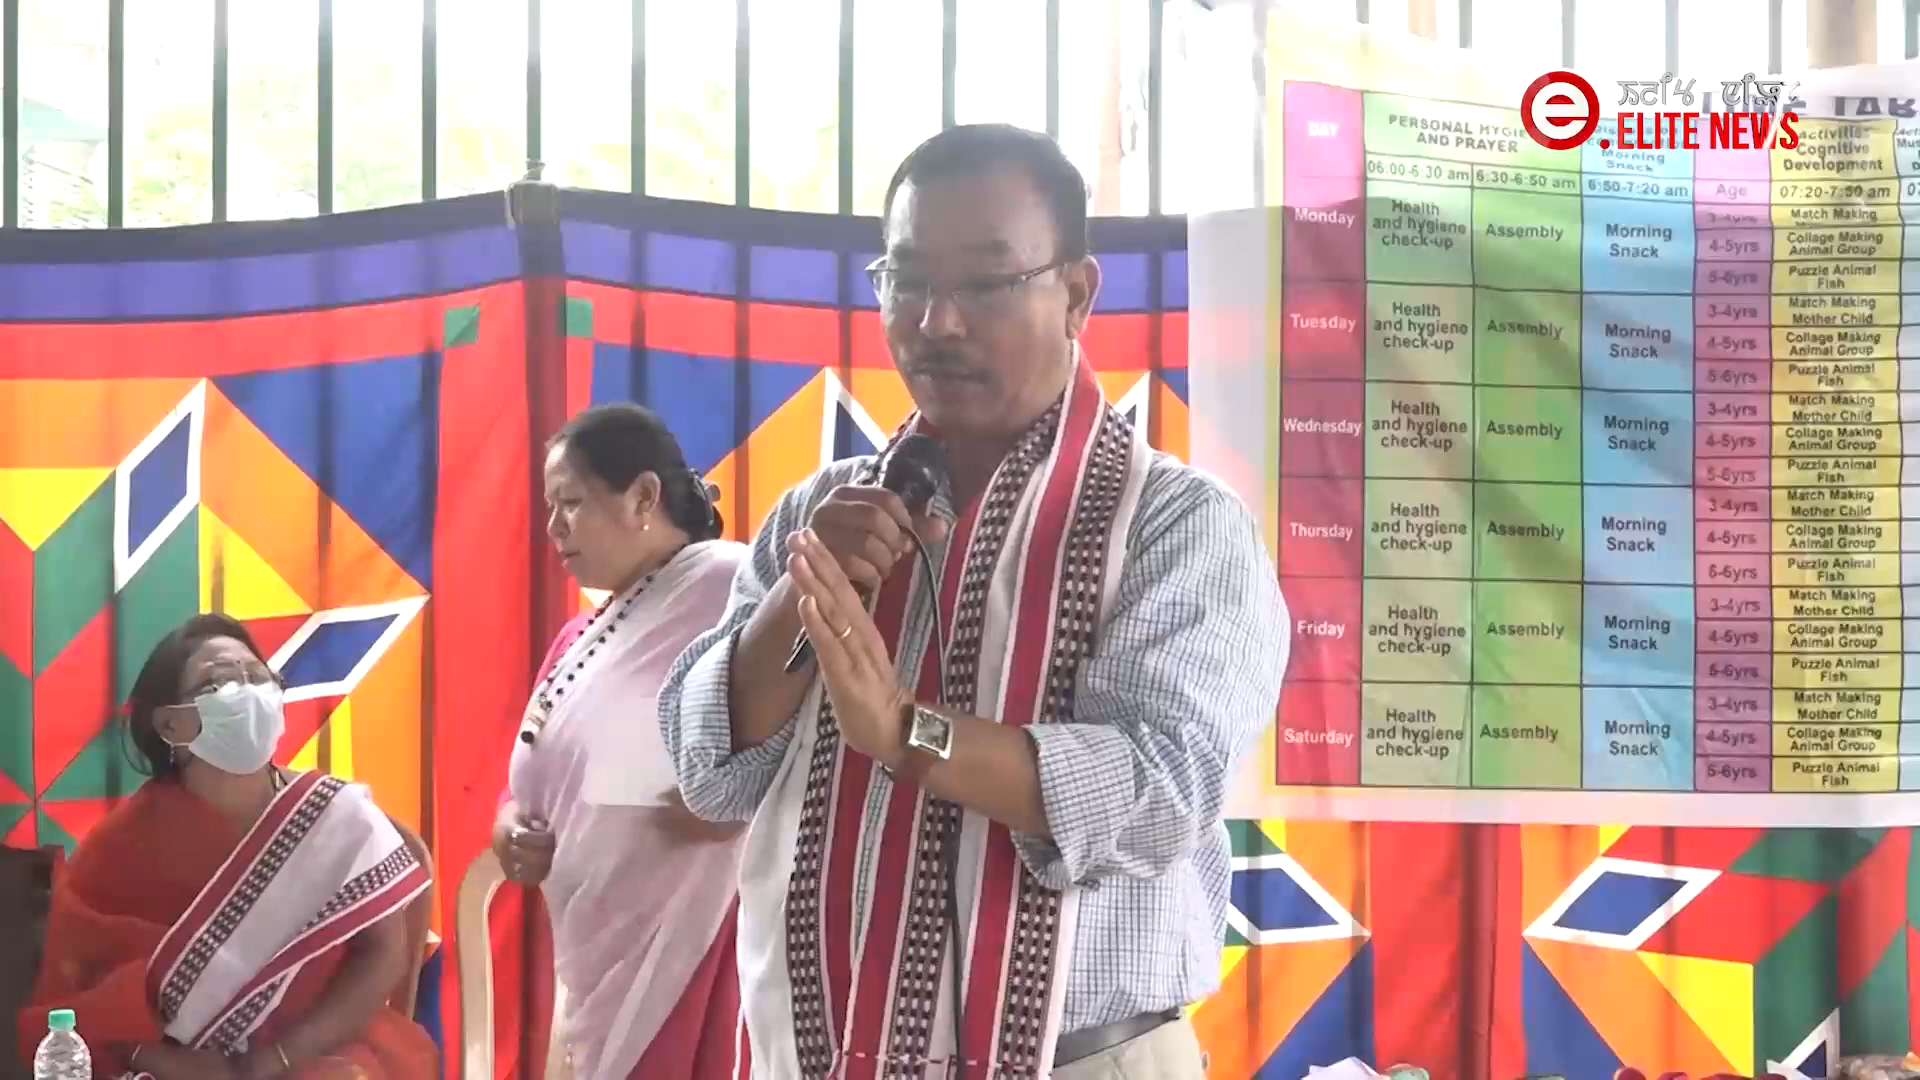 ELITE NEWS
DAY
PERSONAL HYGIE
AND PRAYER
Morning
Snack
Activities
Cognitive
Development
06:00-6:30 am 6:30-6:50 am 6:50-7:20 am Age 07:20-7:50 am
Monday
Health
and hygiene
check-up
Assembly
Morning
Snack
3-4yrs
Match Making
4-5yrs
Collage Making
Animal Group
5-6yrs
Puzzle Animal
Fish
Tuesday
Health
and hygiene
check-up
Assembly
Morning
Snack
3-4yrs
Match Making
Mother Child
4-5yrs
Collage Making
Animal Group
5-6yrs
Puzzle Animal
Fish
Wednesday
Health
and hygiene
check-up
Assembly
Morning
Snack
3-4yrs
Match Making
Mother Child
4-5yrs
Collage Making
Animal Group
5-6yrs
Puzzle Animal
Fish
Thursday
Health
and hygiene
check-up
Assembly
Morning
Snack
3-4yrs
Match Making
Mother Child
4-5yrs
Collage Making
Animal Group
5-6yrs
Puzzle Animal
Fish
Friday
Health
and hygiene
check-up
Assembly
Morning
Snack
3-4yrs
Match Making
Mother Child
4-5yrs
Collage Making
Animal Group
5-6yrs
Puzzle Animal
Fish
Saturday
Health
and hygiene
check-up
Assembly
Morning
Snack
3-4yrs
Match Making
Mother Child
4-5yrs
Collage Making
Animal Group
5-6yrs
Puzzle Animal
Fish